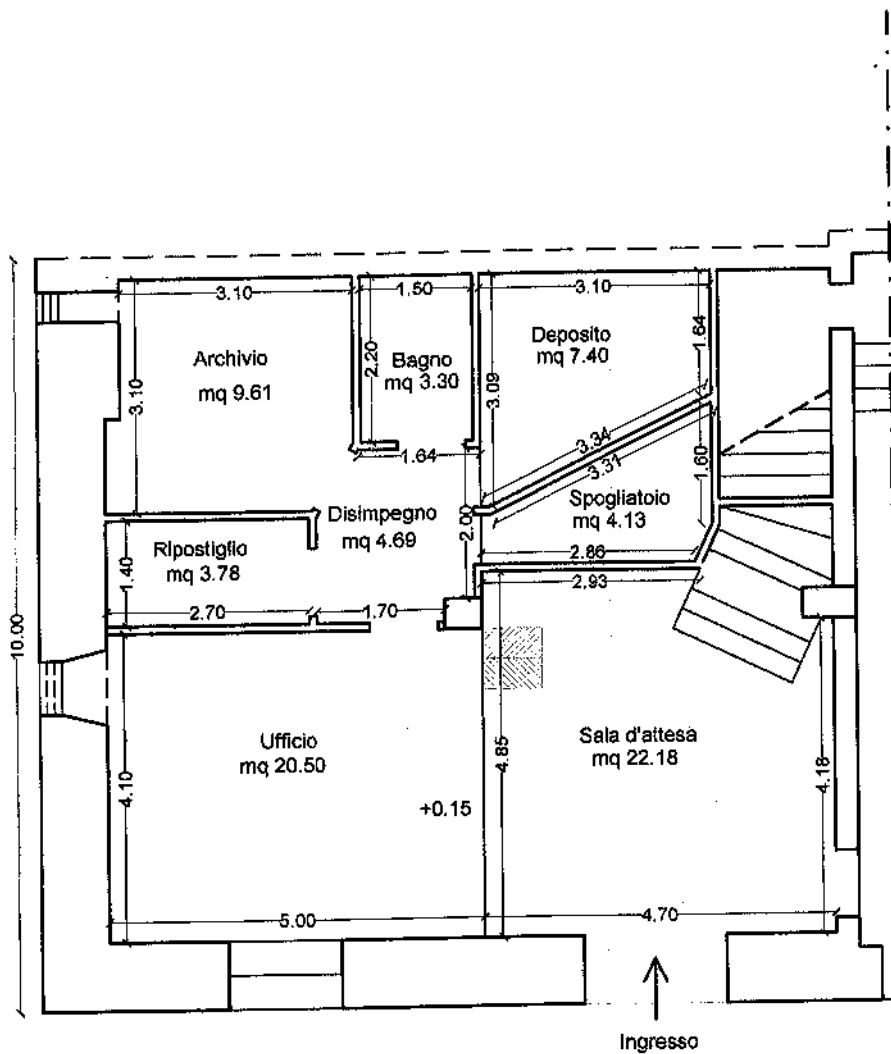 3.10
1.50
3.10
Archivio
mq 9.61
3.10
2.20
Bagno
mq 3.30
Deposito
mq 7.40
1.64
3.09
3.34
3.31
1.60
1.64
Disimpegno
mq 4.69
2.00
Spogliatoio
mq 4.13
Ripostiglio
mq 3.78
1.40
2.70
1.70
2.86
2.93
10.00
Ufficio
mq 20.50
4.10
4.85
Sala d'attesa
mq 22.18
4.18
+0.15
5.00
4.70
Ingresso